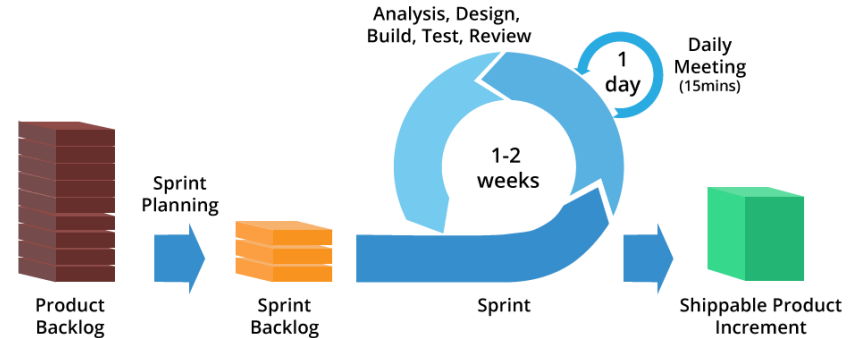 Analysis, Design,
Build, Test, Review
1
day
Daily
Meeting
(15mins)
1-2
weeks
Sprint
Planning
Product
Backlog
Sprint
Backlog
Sprint
Shippable Product
Increment